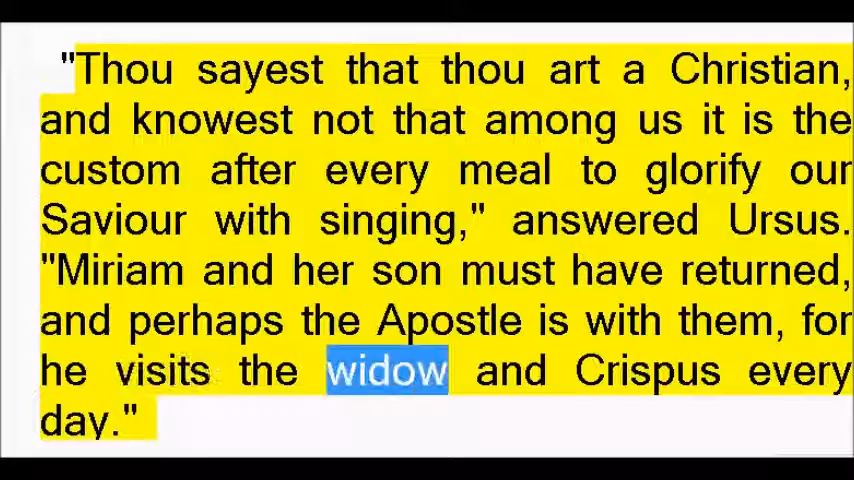 "Thou sayest that thou art a Christian,
and knowest not that among us it is the
custom after every meal to glorify our
Saviour with singing," answered Ursus.
"Miriam and her son must have returned,
and perhaps the Apostle is with them, for
he visits the widow and Crispus every
day."